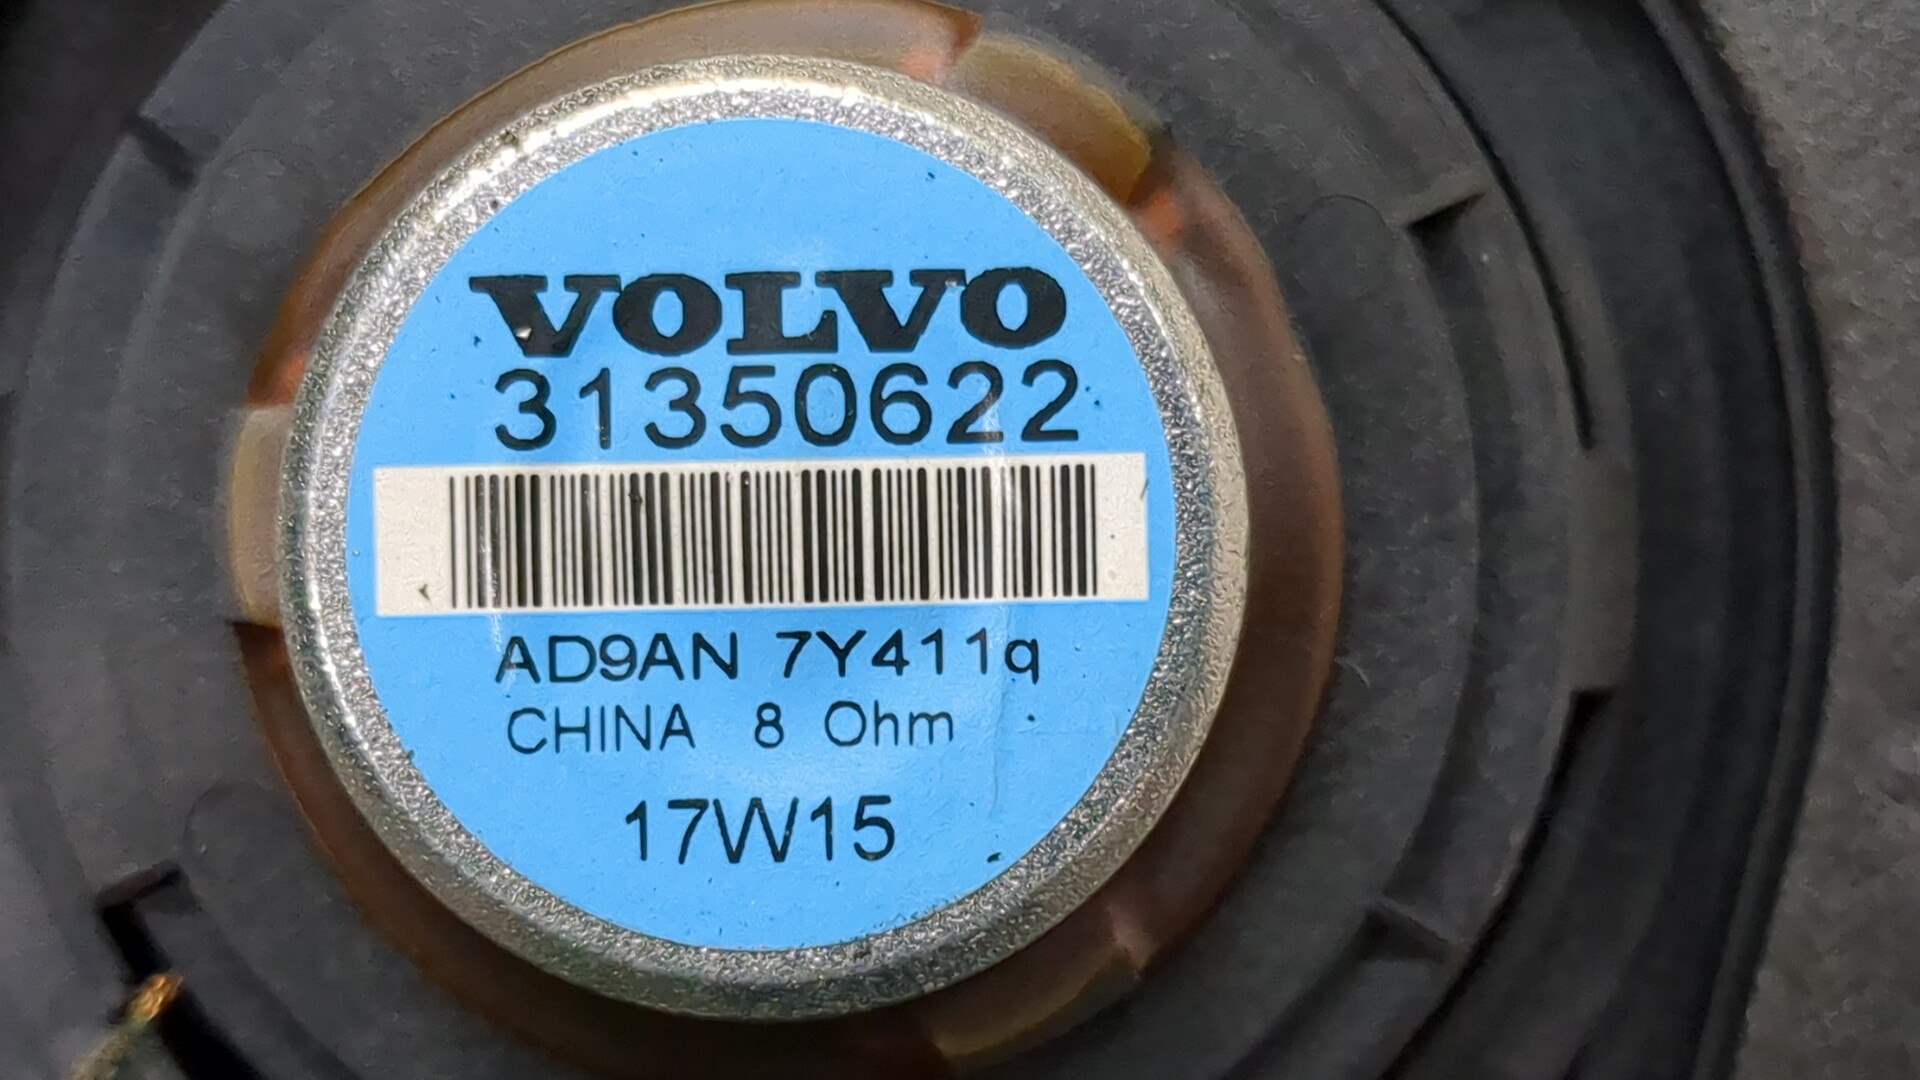 VOLVO
31350622
AD9AN 7Y411q
CHINA 8 Ohm
17W15